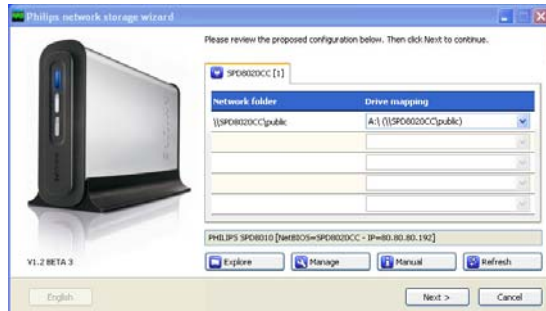 Philips network storage wizard
Please review the proposed configuration below. Then click Next to continue.
SPD8020CC [1]
Network folder Drive mapping
\\SPD8020CC\public A:\ (\\SPD8020CC\public)
PHILIPS SPD8010 [NetBIOS=SPD8020CC - IP=80.80.80.192]
V1.2 BETA 3 Explore Manage Manual Refresh
English Next > Cancel